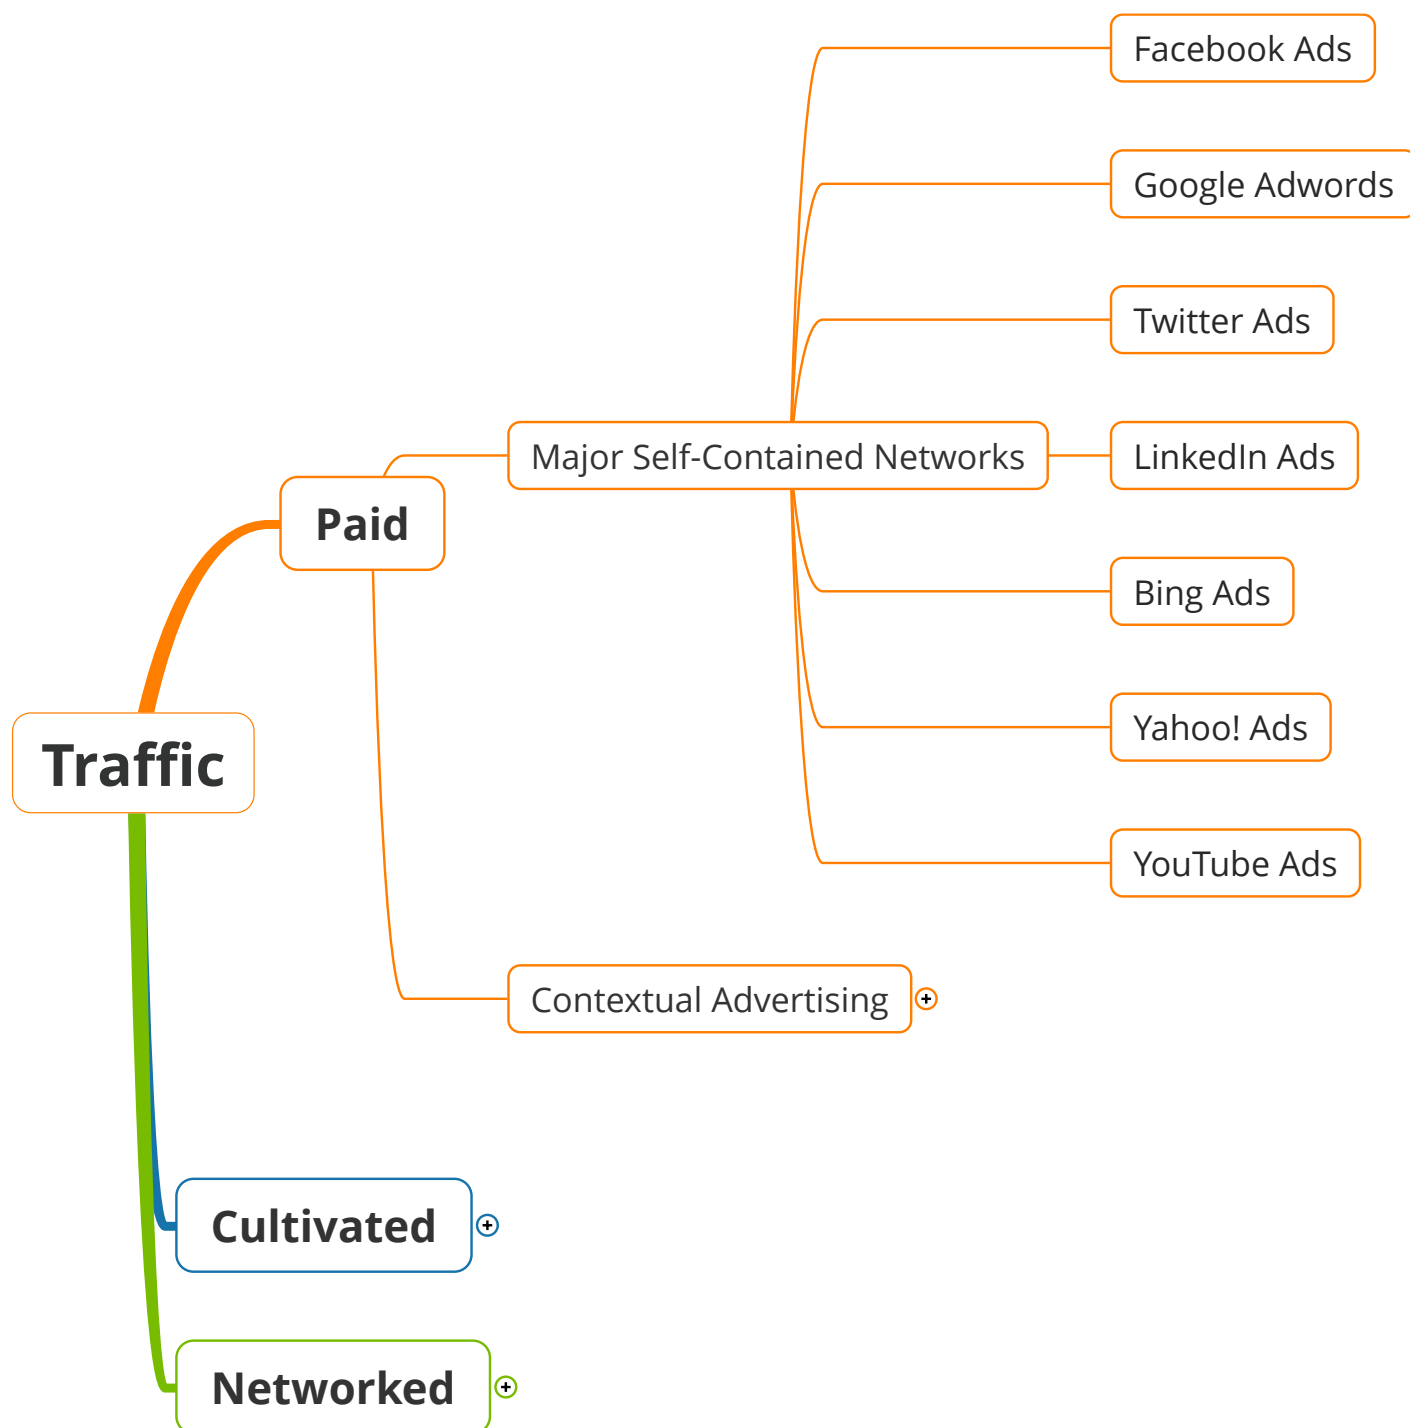 Facebook Ads
Google Adwords
Twitter Ads
Major Self-Contained Networks
LinkedIn Ads
Paid
Bing Ads
Yahoo! Ads
Traffic
YouTube Ads
Contextual Advertising
Cultivated
Networked